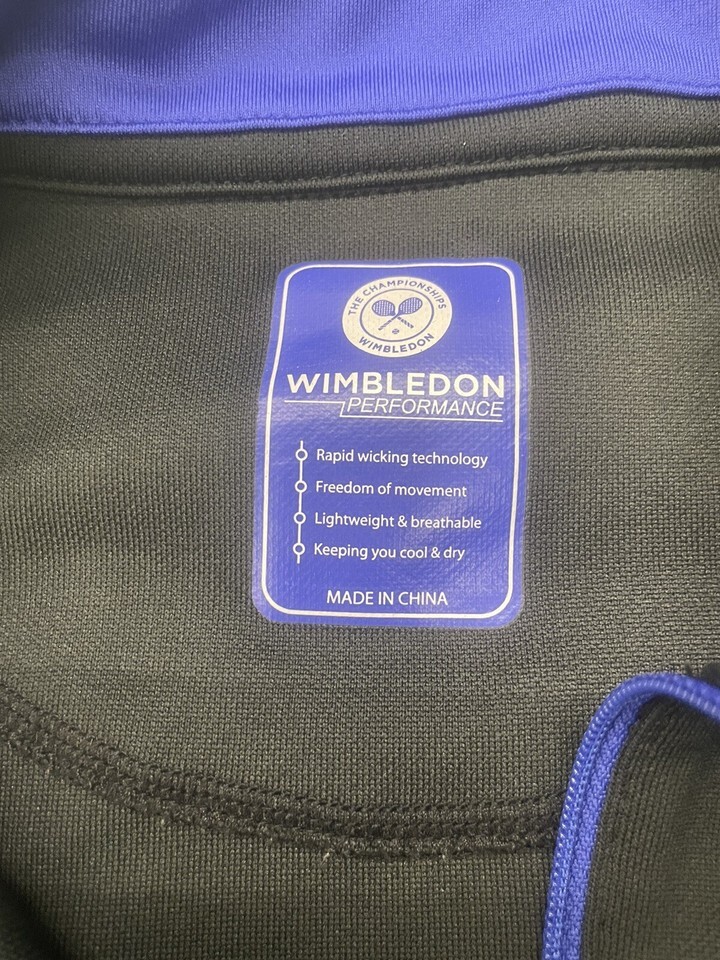 THE CHAMPIONSHIPS
WIMBLEDON
WIMBLEDON
PERFORMANCE
Rapid wicking technology
Freedom of movement
Lightweight & breathable
Keeping you cool & dry
MADE IN CHINA